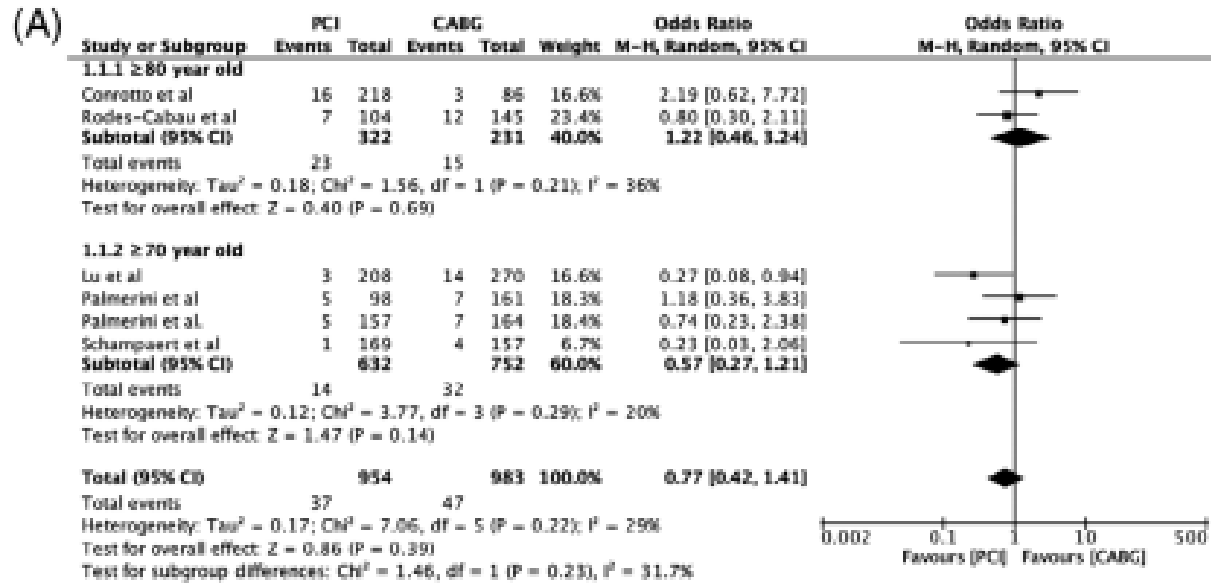 (A)
PCI CABG Odds Ratio Odds Ratio
Study or Subgroup Events Total Events Total Weight M-H, Random, 95% CI M-H, Random, 95% CI
1.1.1 ≥80 year old
Conrotto et al 16 218 3 86 16.6% 2.19 [0.62, 7.72]
Rodes-Cabau et al 7 104 12 145 23.4% 0.80 [0.30, 2.11]
Subtotal (95% CI) 322 231 40.0% 1.22 [0.46, 3.24]
Total events 23 15
Heterogeneity: Tau² = 0.18; Chi² = 1.56, df = 1 (P = 0.21); I² = 36%
Test for overall effect: Z = 0.40 (P = 0.69)
1.1.2 ≥70 year old
Lu et al 3 208 14 270 16.6% 0.27 [0.08, 0.94]
Palmerini et al 5 98 7 161 18.3% 1.18 [0.36, 3.83]
Palmerini et al. 5 157 7 164 18.4% 0.74 [0.23, 2.38]
Schampaert et al 1 169 4 157 6.7% 0.23 [0.03, 2.06]
Subtotal (95% CI) 632 752 60.0% 0.57 [0.27, 1.21]
Total events 14 32
Heterogeneity: Tau² = 0.12; Chi² = 3.77, df = 3 (P = 0.29); I² = 20%
Test for overall effect: Z = 1.47 (P = 0.14)
Total (95% CI) 954 983 100.0% 0.77 [0.42, 1.41]
Total events 37 47
Heterogeneity: Tau² = 0.17; Chi² = 7.06, df = 5 (P = 0.22); I² = 29%
Test for overall effect: Z = 0.86 (P = 0.39)
Test for subgroup differences: Chi² = 1.46, df = 1 (P = 0.23), I² = 31.7%
0.002 0.1 1 10 500
Favours [PCI] Favours [CABG]